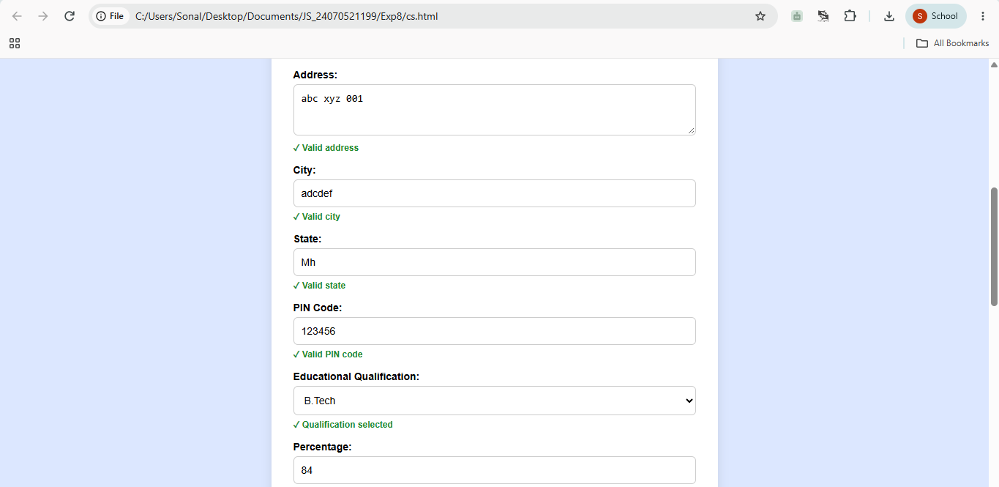 File C:/Users/Sonal/Desktop/Documents/JS_24070521199/Exp8/cs.html S School
All Bookmarks
Address:
abc xyz 001
✓ Valid address
City:
adcdef
✓ Valid city
State:
Mh
✓ Valid state
PIN Code:
123456
✓ Valid PIN code
Educational Qualification:
B.Tech
✓ Qualification selected
Percentage:
84